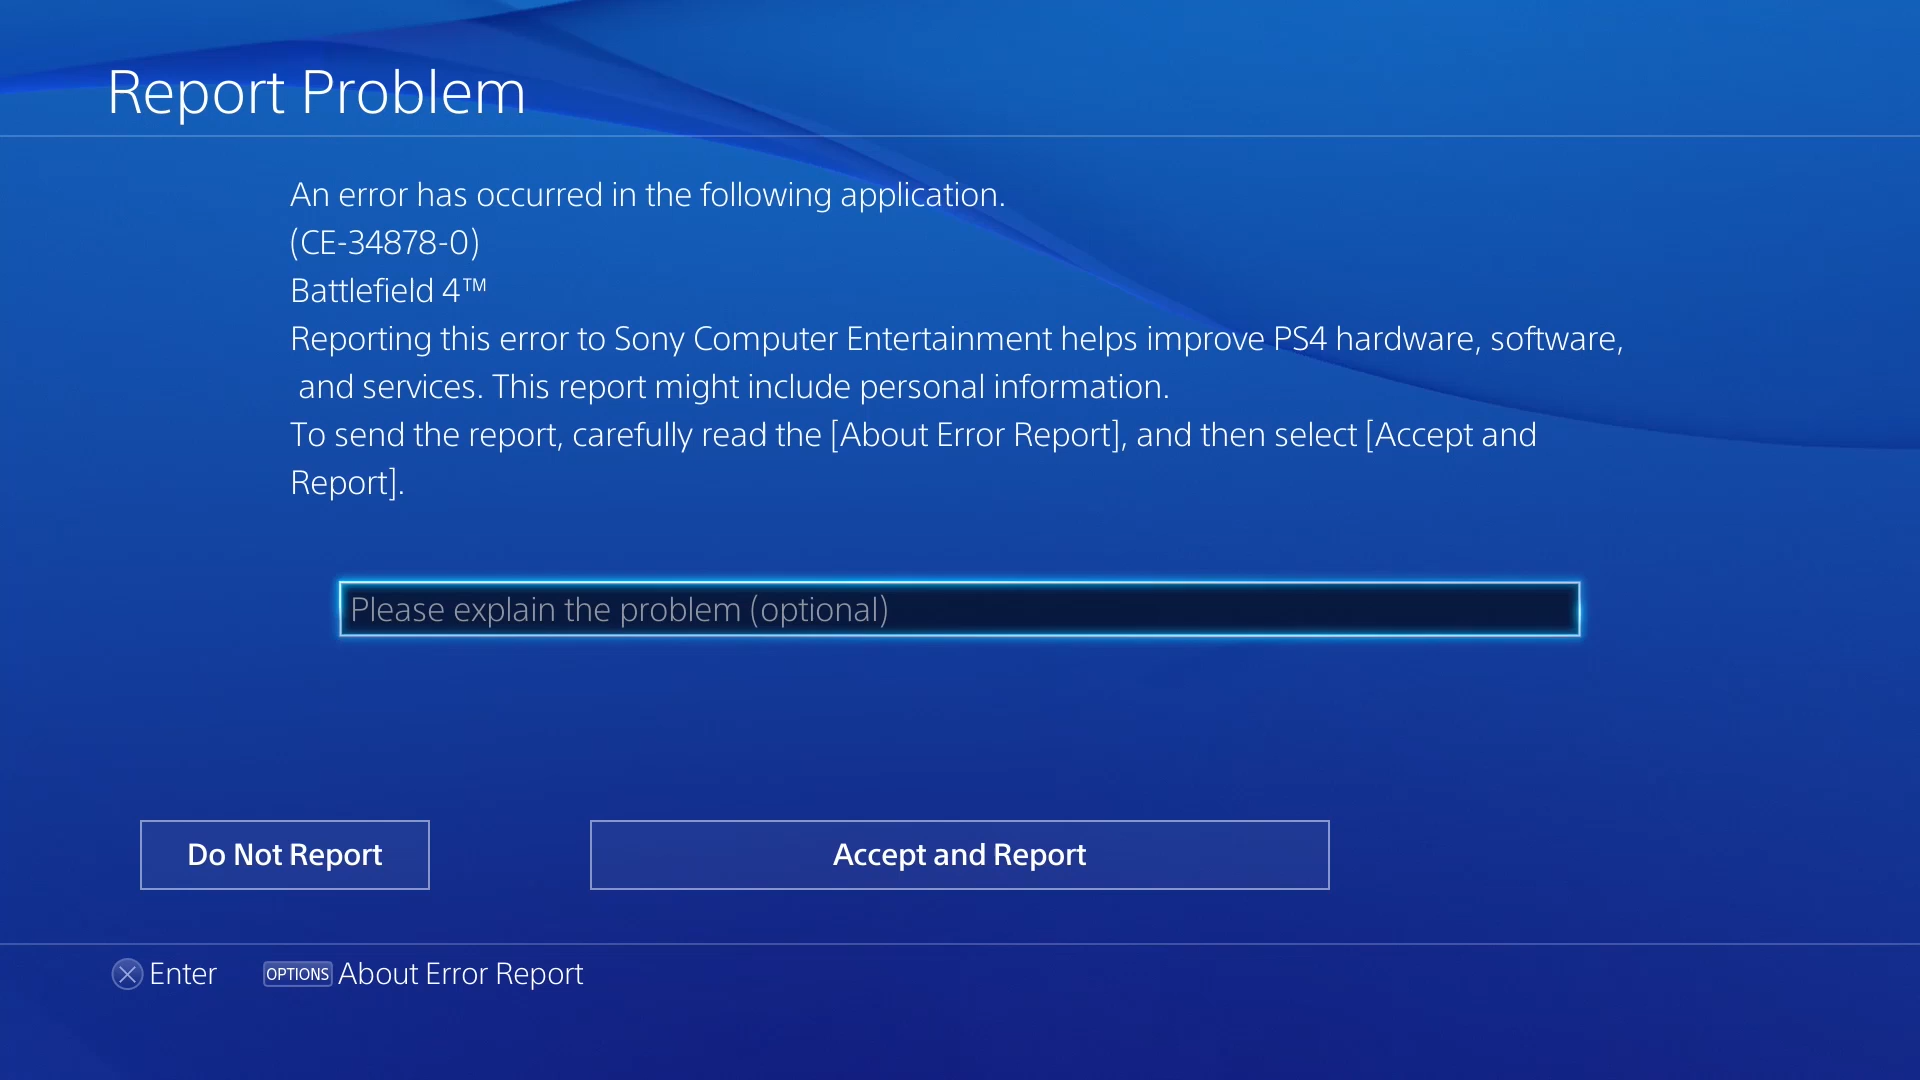 Report Problem
An error has occurred in the following application.
(CE-34878-0)
Battlefield 4™
Reporting this error to Sony Computer Entertainment helps improve PS4 hardware, software,
and services. This report might include personal information.
To send the report, carefully read the [About Error Report], and then select [Accept and
Report].
Please explain the problem (optional)
Do Not Report
Accept and Report
Enter
OPTIONS About Error Report